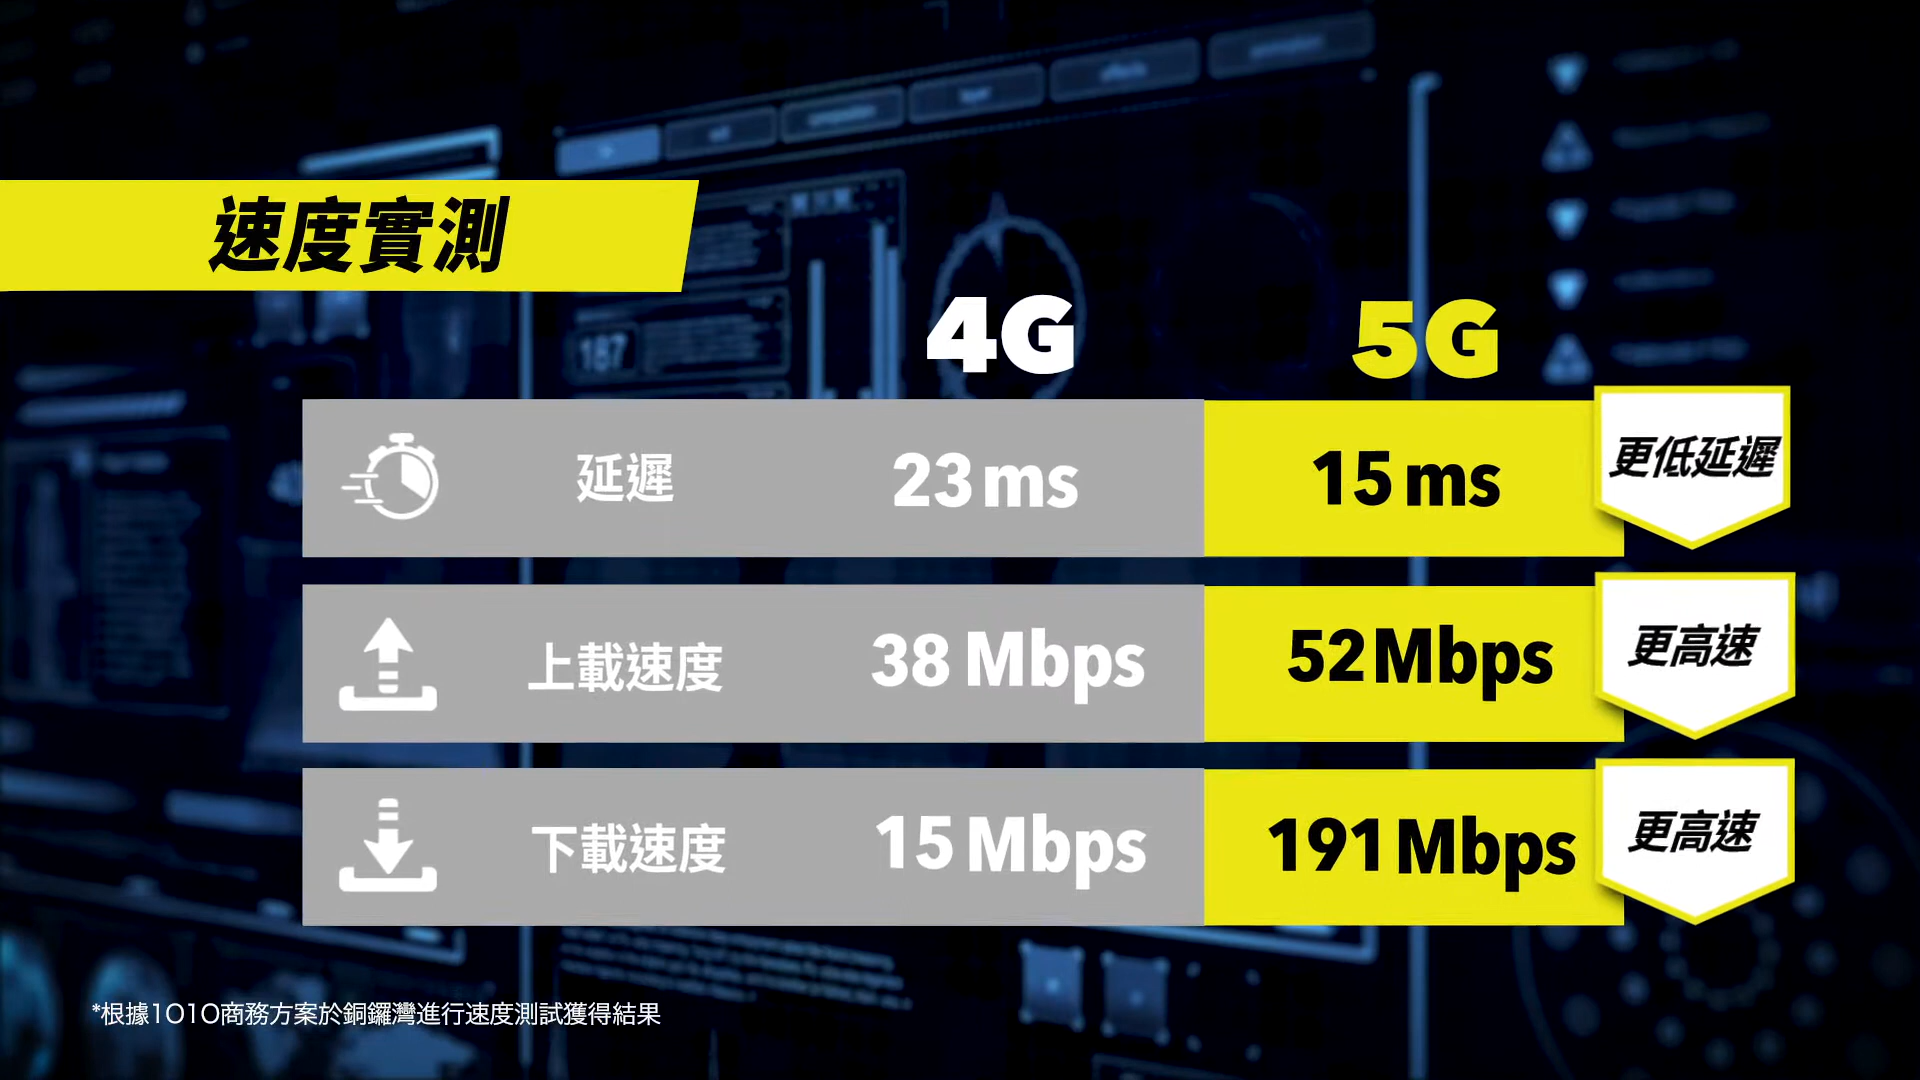 速度實測
4G 5G
延遲 23 ms 15 ms 更低延遲
上載速度 38 Mbps 52 Mbps 更高速
下載速度 15 Mbps 191 Mbps 更高速
*根據1O1O商務方案於銅鑼灣進行速度測試獲得結果
187